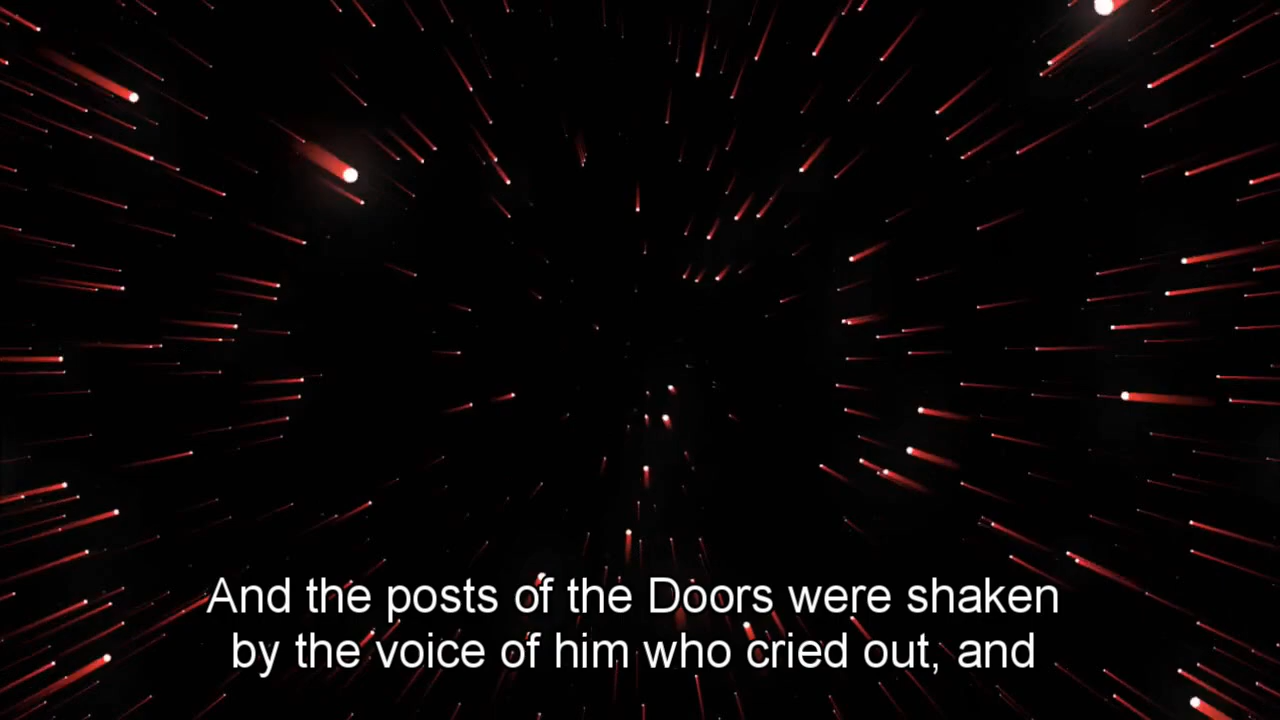 And the posts of the Doors were shaken
by the voice of him who cried out, and